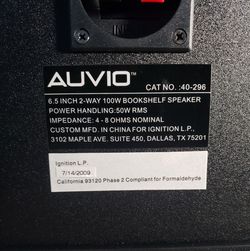 IN
AUVIO™
CAT NO. :40-296
6.5 INCH 2-WAY 100W BOOKSHELF SPEAKER
POWER HANDLING: 50W RMS
IMPEDANCE: 4 - 8 OHMS NOMINAL
CUSTOM MFD. IN CHINA FOR IGNITION L.P.
3102 MAPLE AVE. SUITE 450, DALLAS, TX 75201
Ignition L.P.
7/14/2009
California 93120 Phase 2 Compliant for Formaldehyde